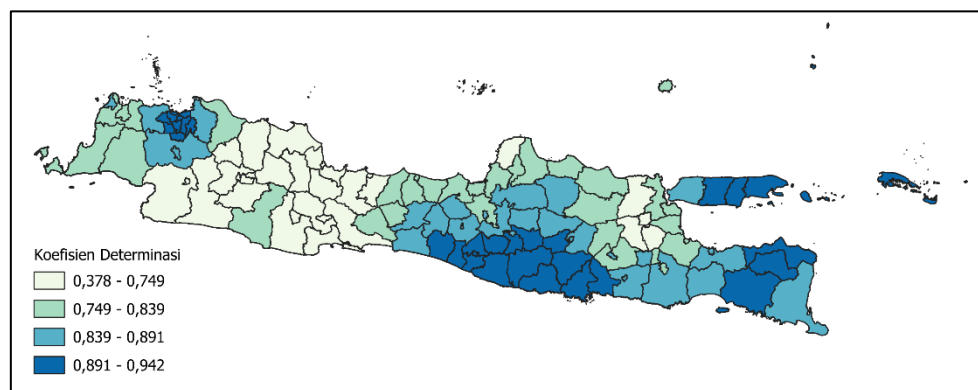 Koefisien Determinasi
0,378 - 0,749
0,749 - 0,839
0,839 - 0,891
0,891 - 0,942